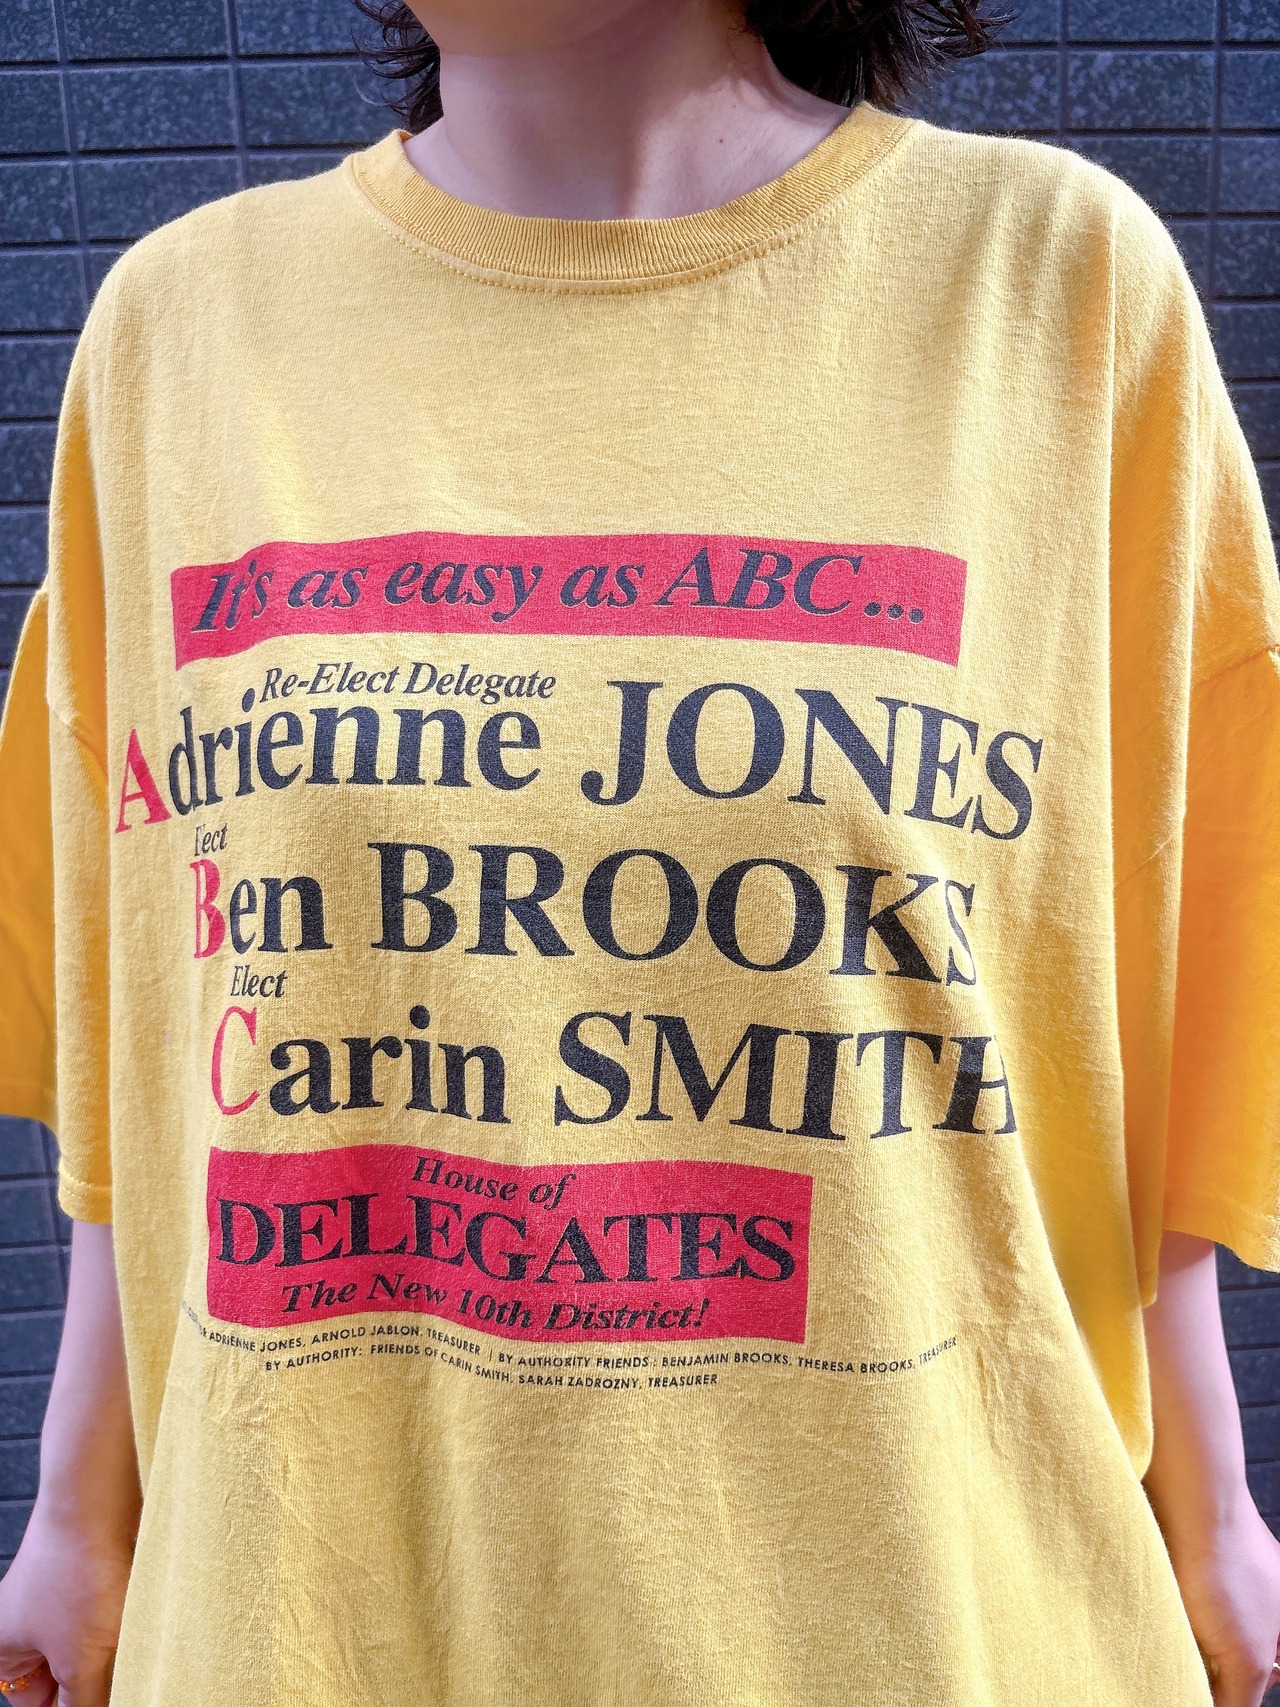 It's as easy as ABC...
Re-Elect Delegate
Adrienne JONES
Elect
Ben BROOKS
Elect
Carin SMITH
House of
DELEGATES
The New 10th District!
ADRIENNE JONES, ARNOLD JABLON, TREASURER | BY AUTHORITY FRIENDS : BENJAMIN BROOKS, THERESA BROOKS, TREASURER
BY AUTHORITY: FRIENDS OF CARIN SMITH, SARAH ZADROZNY, TREASURER